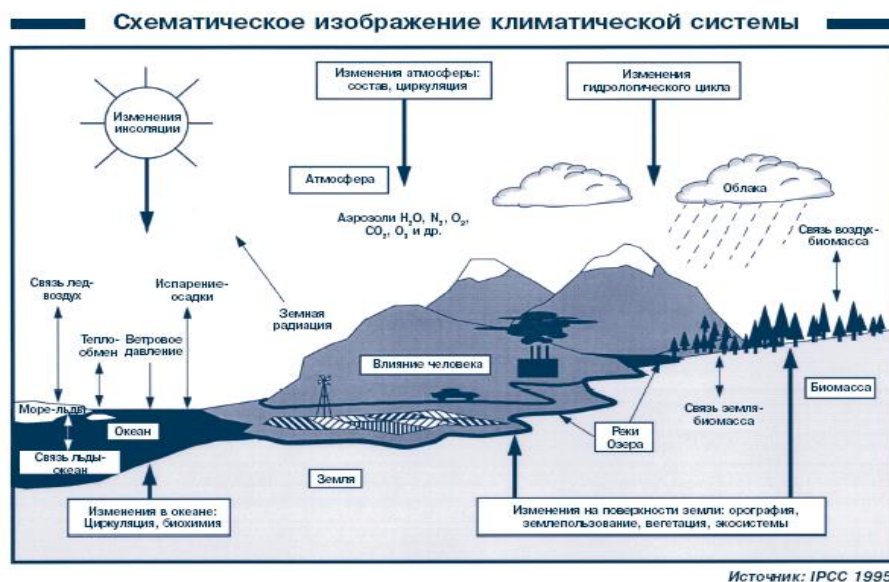 Схематическое изображение климатической системы
Изменения
инсоляции
Изменения атмосферы:
состав, циркуляция
Изменения
гидрологического цикла
Атмосфера
Облака
Аэрозоли H₂O, N₂, O₂,
CO₂, O₃ и др.
Связь воздух-
биомасса
Связь лед-
воздух
Испарение-
осадки
Земная
радиация
Тепло-
обмен
Ветровое
давление
Влияние человека
Море-льды
Океан
Связь льды-
океан
Реки
Озера
Связь земля-
биомасса
Биомасса
Земля
Изменения в океане:
Циркуляция, биохимия
Изменения на поверхности земли: орография,
землепользование, вегетация, экосистемы
Источник: IPCC 1995